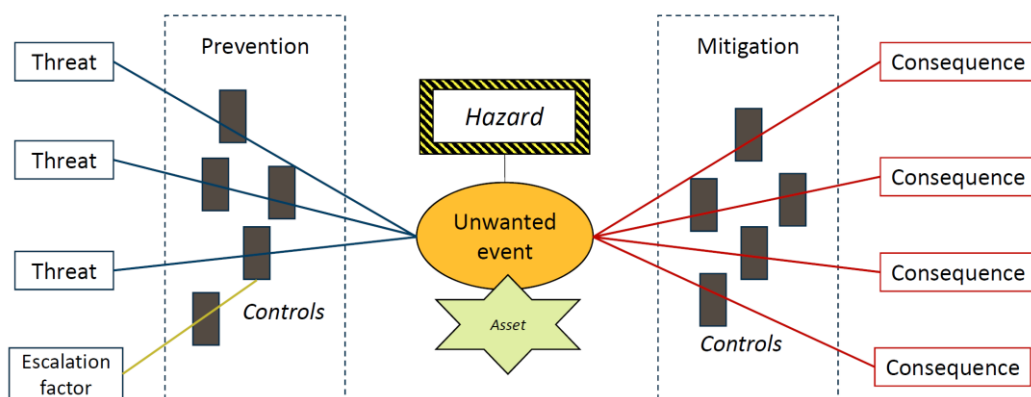 Prevention
Mitigation
Threat
Consequence
Hazard
Threat
Consequence
Unwanted
event
Threat
Consequence
Controls
Asset
Controls
Escalation
factor
Consequence